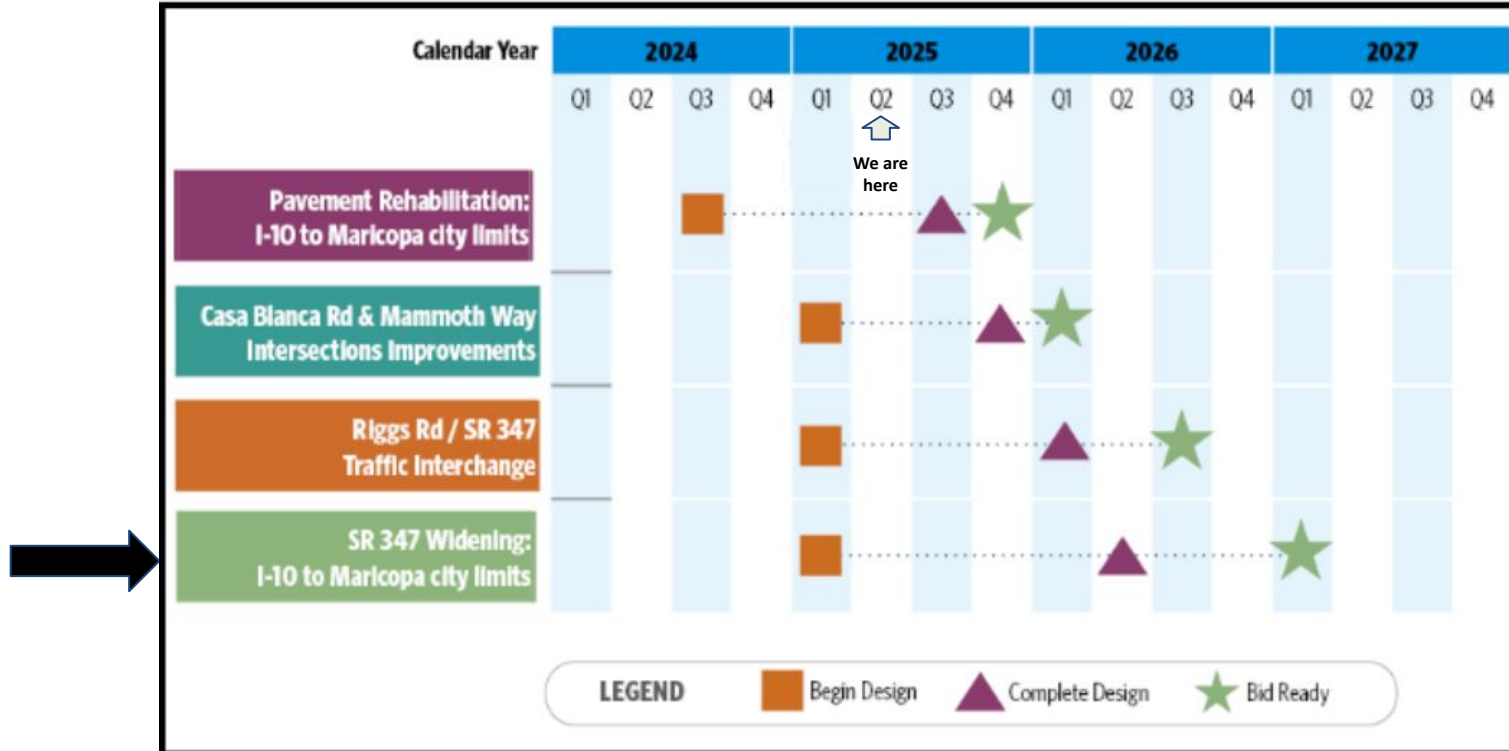 Calendar Year 2024 2025 2026 2027
Q1 Q2 Q3 Q4 Q1 Q2 Q3 Q4 Q1 Q2 Q3 Q4 Q1 Q2 Q3 Q4
We are
here
Pavement Rehabilitation:
I-10 to Maricopa city limits
Casa Blanca Rd & Mammoth Way
Intersections Improvements
Riggs Rd / SR 347
Traffic Interchange
SR 347 Widening:
I-10 to Maricopa city limits
LEGEND Begin Design Complete Design Bid Ready